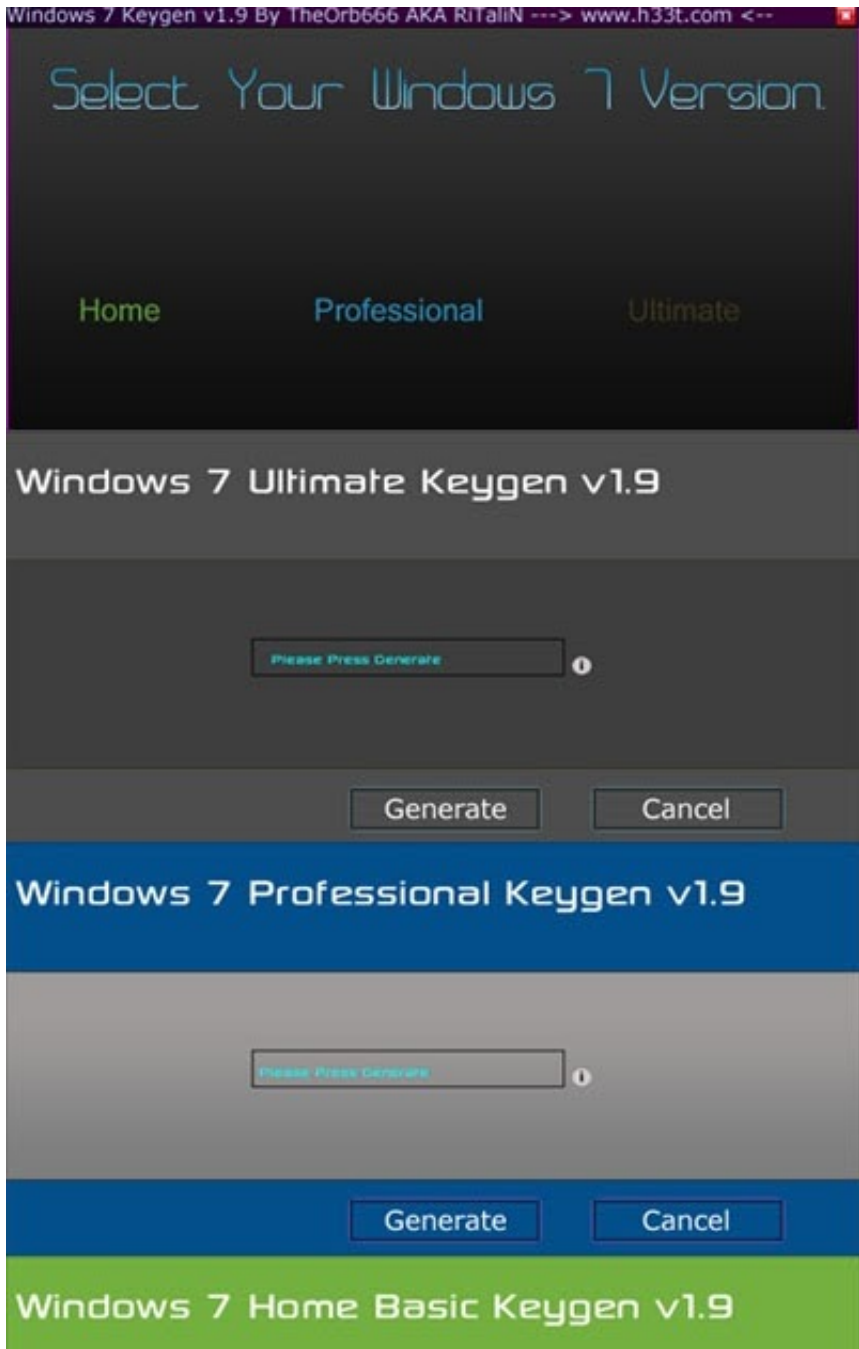 Windows 7 Keygen v1.9 By TheOrb666 AKA RiTaliN ---> www.h33t.com <--
Select Your Windows 7 Version.
Home Professional Ultimate
Windows 7 Ultimate Keygen v1.9
Please Press Generate
Generate Cancel
Windows 7 Professional Keygen v1.9
Please Press Generate
Generate Cancel
Windows 7 Home Basic Keygen v1.9